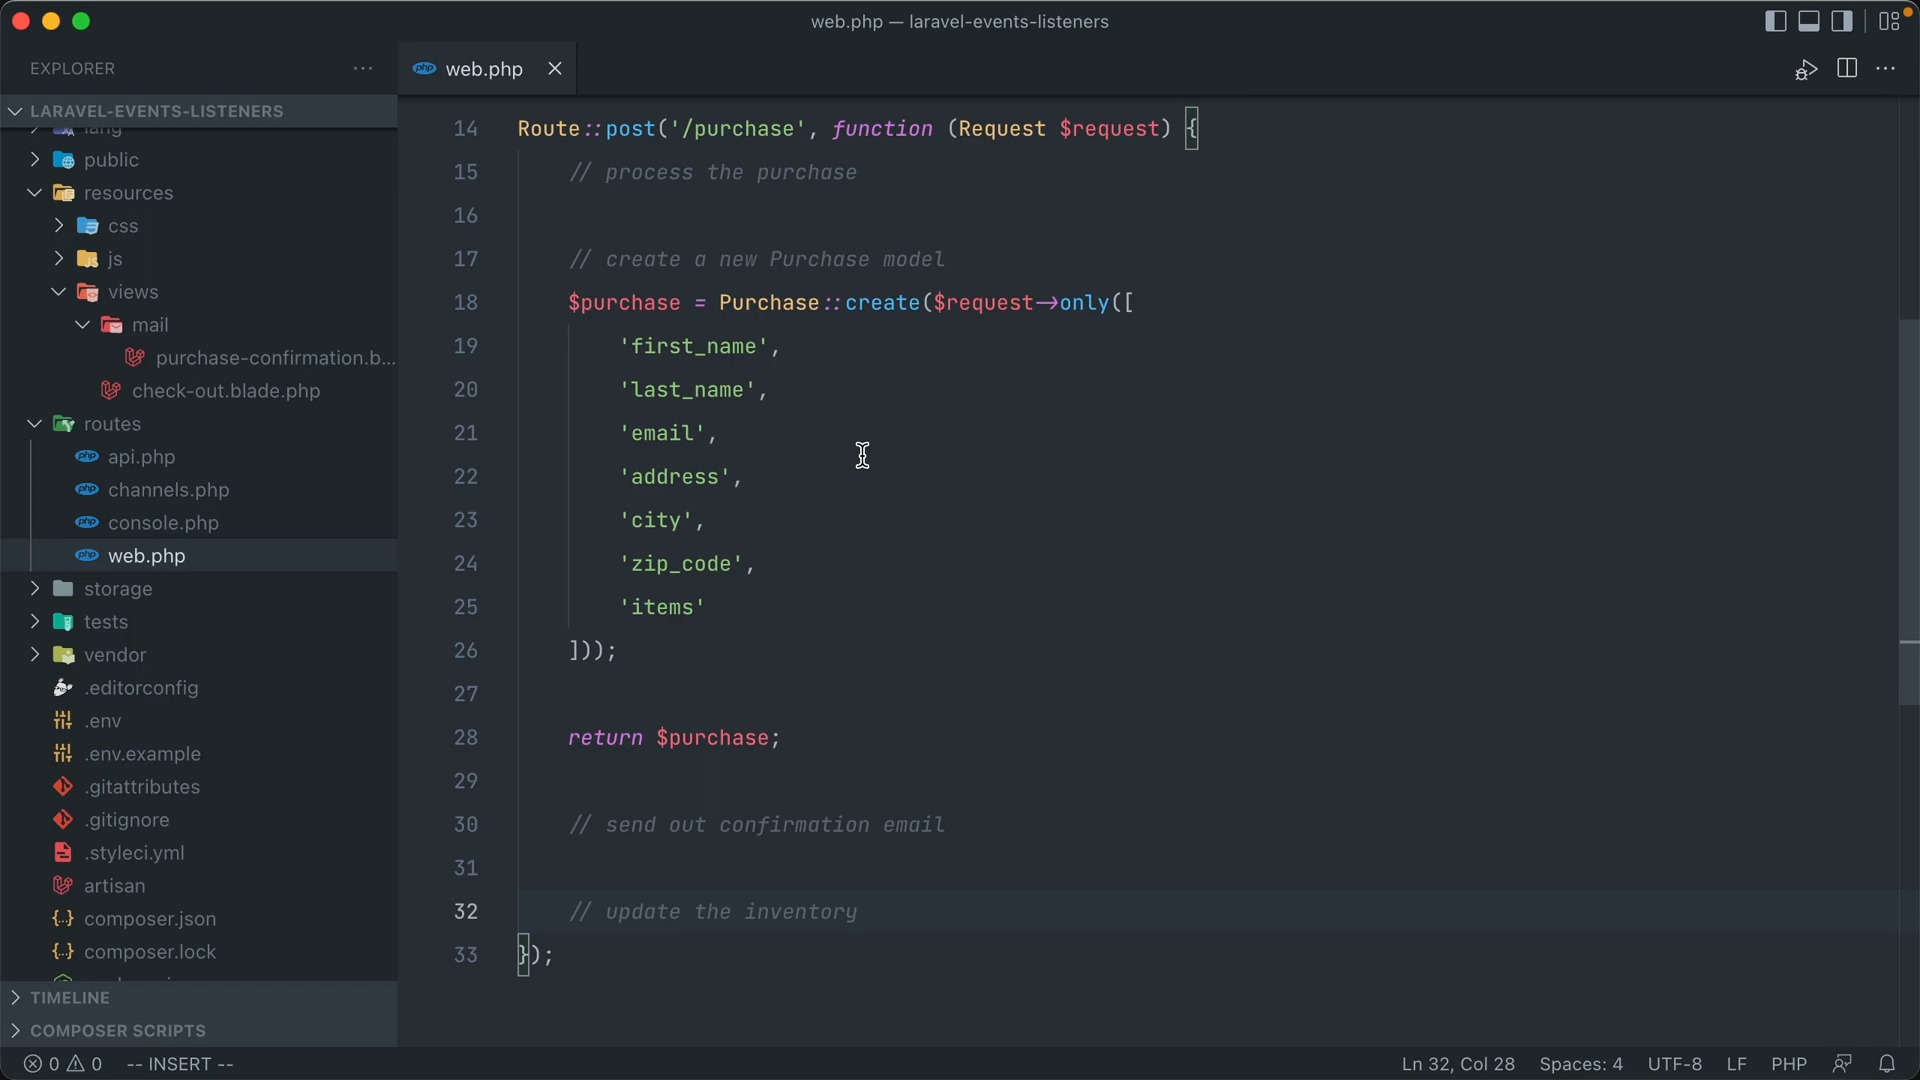 web.php — laravel-events-listeners
EXPLORER
web.php
LARAVEL-EVENTS-LISTENERS
lang
public
resources
css
js
views
mail
purchase-confirmation.b...
check-out.blade.php
routes
api.php
channels.php
console.php
web.php
storage
tests
vendor
.editorconfig
.env
.env.example
.gitattributes
.gitignore
.styleci.yml
artisan
composer.json
composer.lock
TIMELINE
COMPOSER SCRIPTS
14 Route::post('/purchase', function (Request $request) {
15 // process the purchase
16
17 // create a new Purchase model
18 $purchase = Purchase::create($request->only([
19 'first_name',
20 'last_name',
21 'email',
22 'address',
23 'city',
24 'zip_code',
25 'items'
26 ]));
27
28 return $purchase;
29
30 // send out confirmation email
31
32 // update the inventory
33 });
0 0 -- INSERT -- Ln 32, Col 28 Spaces: 4 UTF-8 LF PHP